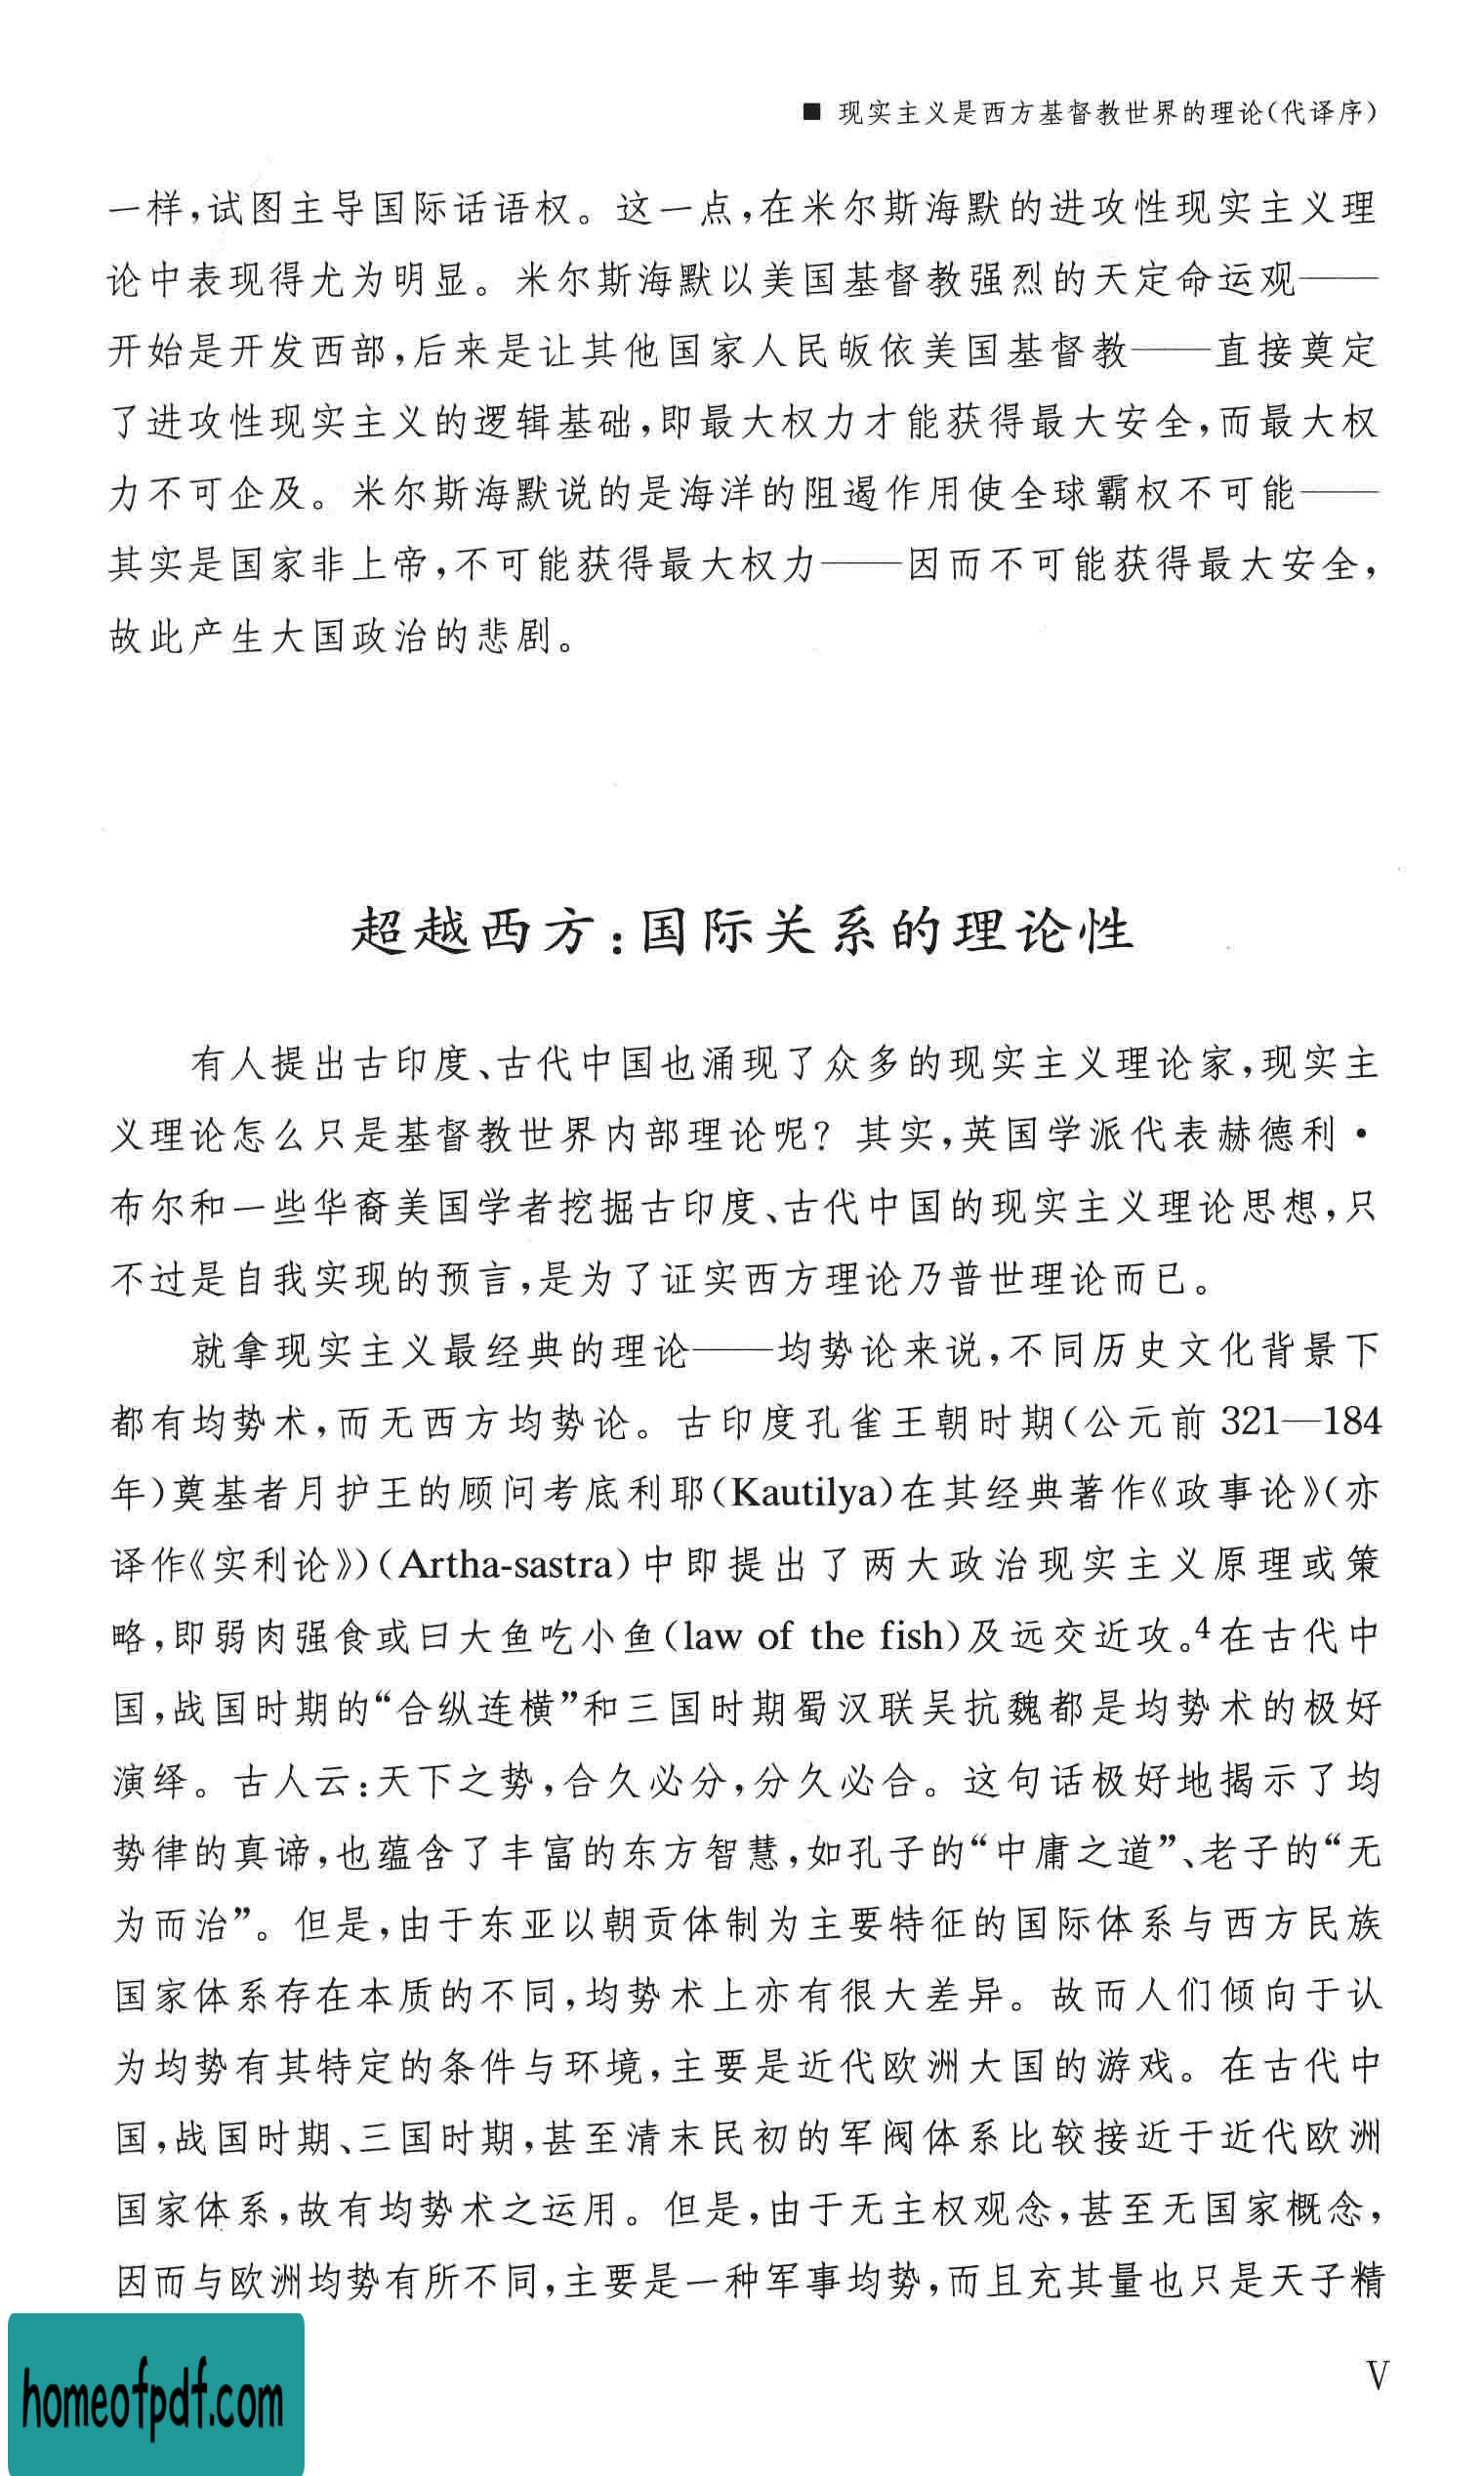 ■ 现实主义是西方基督教世界的理论(代译序)
一样,试图主导国际话语权。这一点,在米尔斯海默的进攻性现实主义理
论中表现得尤为明显。米尔斯海默以美国基督教强烈的天定命运观——
开始是开发西部,后来是让其他国家人民皈依美国基督教——直接奠定
了进攻性现实主义的逻辑基础,即最大权力才能获得最大安全,而最大权
力不可企及。米尔斯海默说的是海洋的阻遏作用使全球霸权不可能——
其实是国家非上帝,不可能获得最大权力——因而不可能获得最大安全,
故此产生大国政治的悲剧。
超越西方:国际关系的理论性
有人提出古印度、古代中国也涌现了众多的现实主义理论家,现实主
义理论怎么只是基督教世界内部理论呢?其实,英国学派代表赫德利·
布尔和一些华裔美国学者挖掘古印度、古代中国的现实主义理论思想,只
不过是自我实现的预言,是为了证实西方理论乃普世理论而已。
就拿现实主义最经典的理论——均势论来说,不同历史文化背景下
都有均势术,而无西方均势论。古印度孔雀王朝时期(公元前 321—184
年)奠基者月护王的顾问考底利耶(Kautilya)在其经典著作《政事论》(亦
译作《实利论》)(Artha-sastra)中即提出了两大政治现实主义原理或策
略,即弱肉强食或曰大鱼吃小鱼(law of the fish)及远交近攻。4在古代中
国,战国时期的“合纵连横”和三国时期蜀汉联吴抗魏都是均势术的极好
演绎。古人云:天下之势,合久必分,分久必合。这句话极好地揭示了均
势律的真谛,也蕴含了丰富的东方智慧,如孔子的“中庸之道”、老子的“无
为而治”。但是,由于东亚以朝贡体制为主要特征的国际体系与西方民族
国家体系存在本质的不同,均势术上亦有很大差异。故而人们倾向于认
为均势有其特定的条件与环境,主要是近代欧洲大国的游戏。在古代中
国,战国时期、三国时期,甚至清末民初的军阀体系比较接近于近代欧洲
国家体系,故有均势术之运用。但是,由于无主权观念,甚至无国家概念,
因而与欧洲均势有所不同,主要是一种军事均势,而且充其量也只是天子精
V
homeofpdf.com